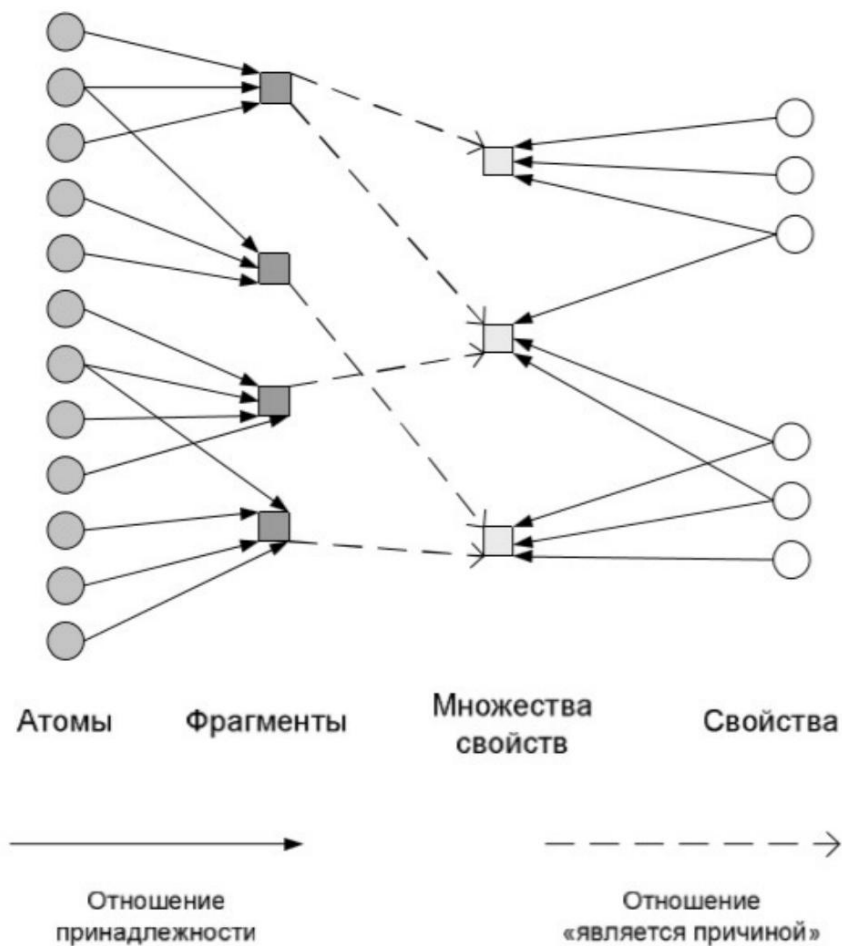 Атомы
Фрагменты
Множества
свойств
Свойства
Отношение
принадлежности
Отношение
«является причиной»